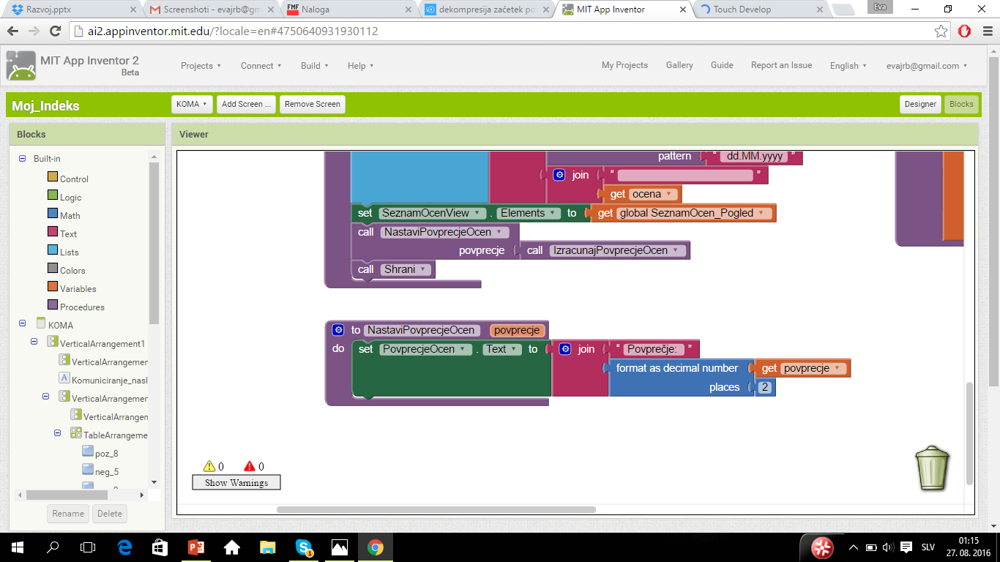 Razvoj.pptx
Screenshoti - evajrb@gm
FMF Naloga
dekompresija začetek po
MIT App Inventor
Touch Develop
Eva
ai2.appinventor.mit.edu/?locale=en#4750640931930112
MIT App Inventor 2
Beta
Projects Connect Build Help
My Projects Gallery Guide Report an Issue English evajrb@gmail.com
Moj_Indeks
KOMA Add Screen ... Remove Screen
Designer Blocks
Blocks
Viewer
Built-in
Control
Logic
Math
Text
Lists
Colors
Variables
Procedures
KOMA
VerticalArrangement1
VerticalArrangemen
A Komuniciranje_nasl
VerticalArrangemen
VerticalArrangen
TableArrangeme
poz_8
neg_5
Rename Delete
pattern " dd.MM.yyyy "
join " "
get ocena
set SeznamOcenView . Elements to get global SeznamOcen_Pogled
call NastaviPovprecjeOcen
povprecje call IzracunajPovprecjeOcen
call Shrani
to NastaviPovprecjeOcen povprecje
do set PovprecjeOcen . Text to join " Povprečje: "
format as decimal number get povprecje
places 2
0 0
Show Warnings
1
SLV
01:15
27. 08. 2016